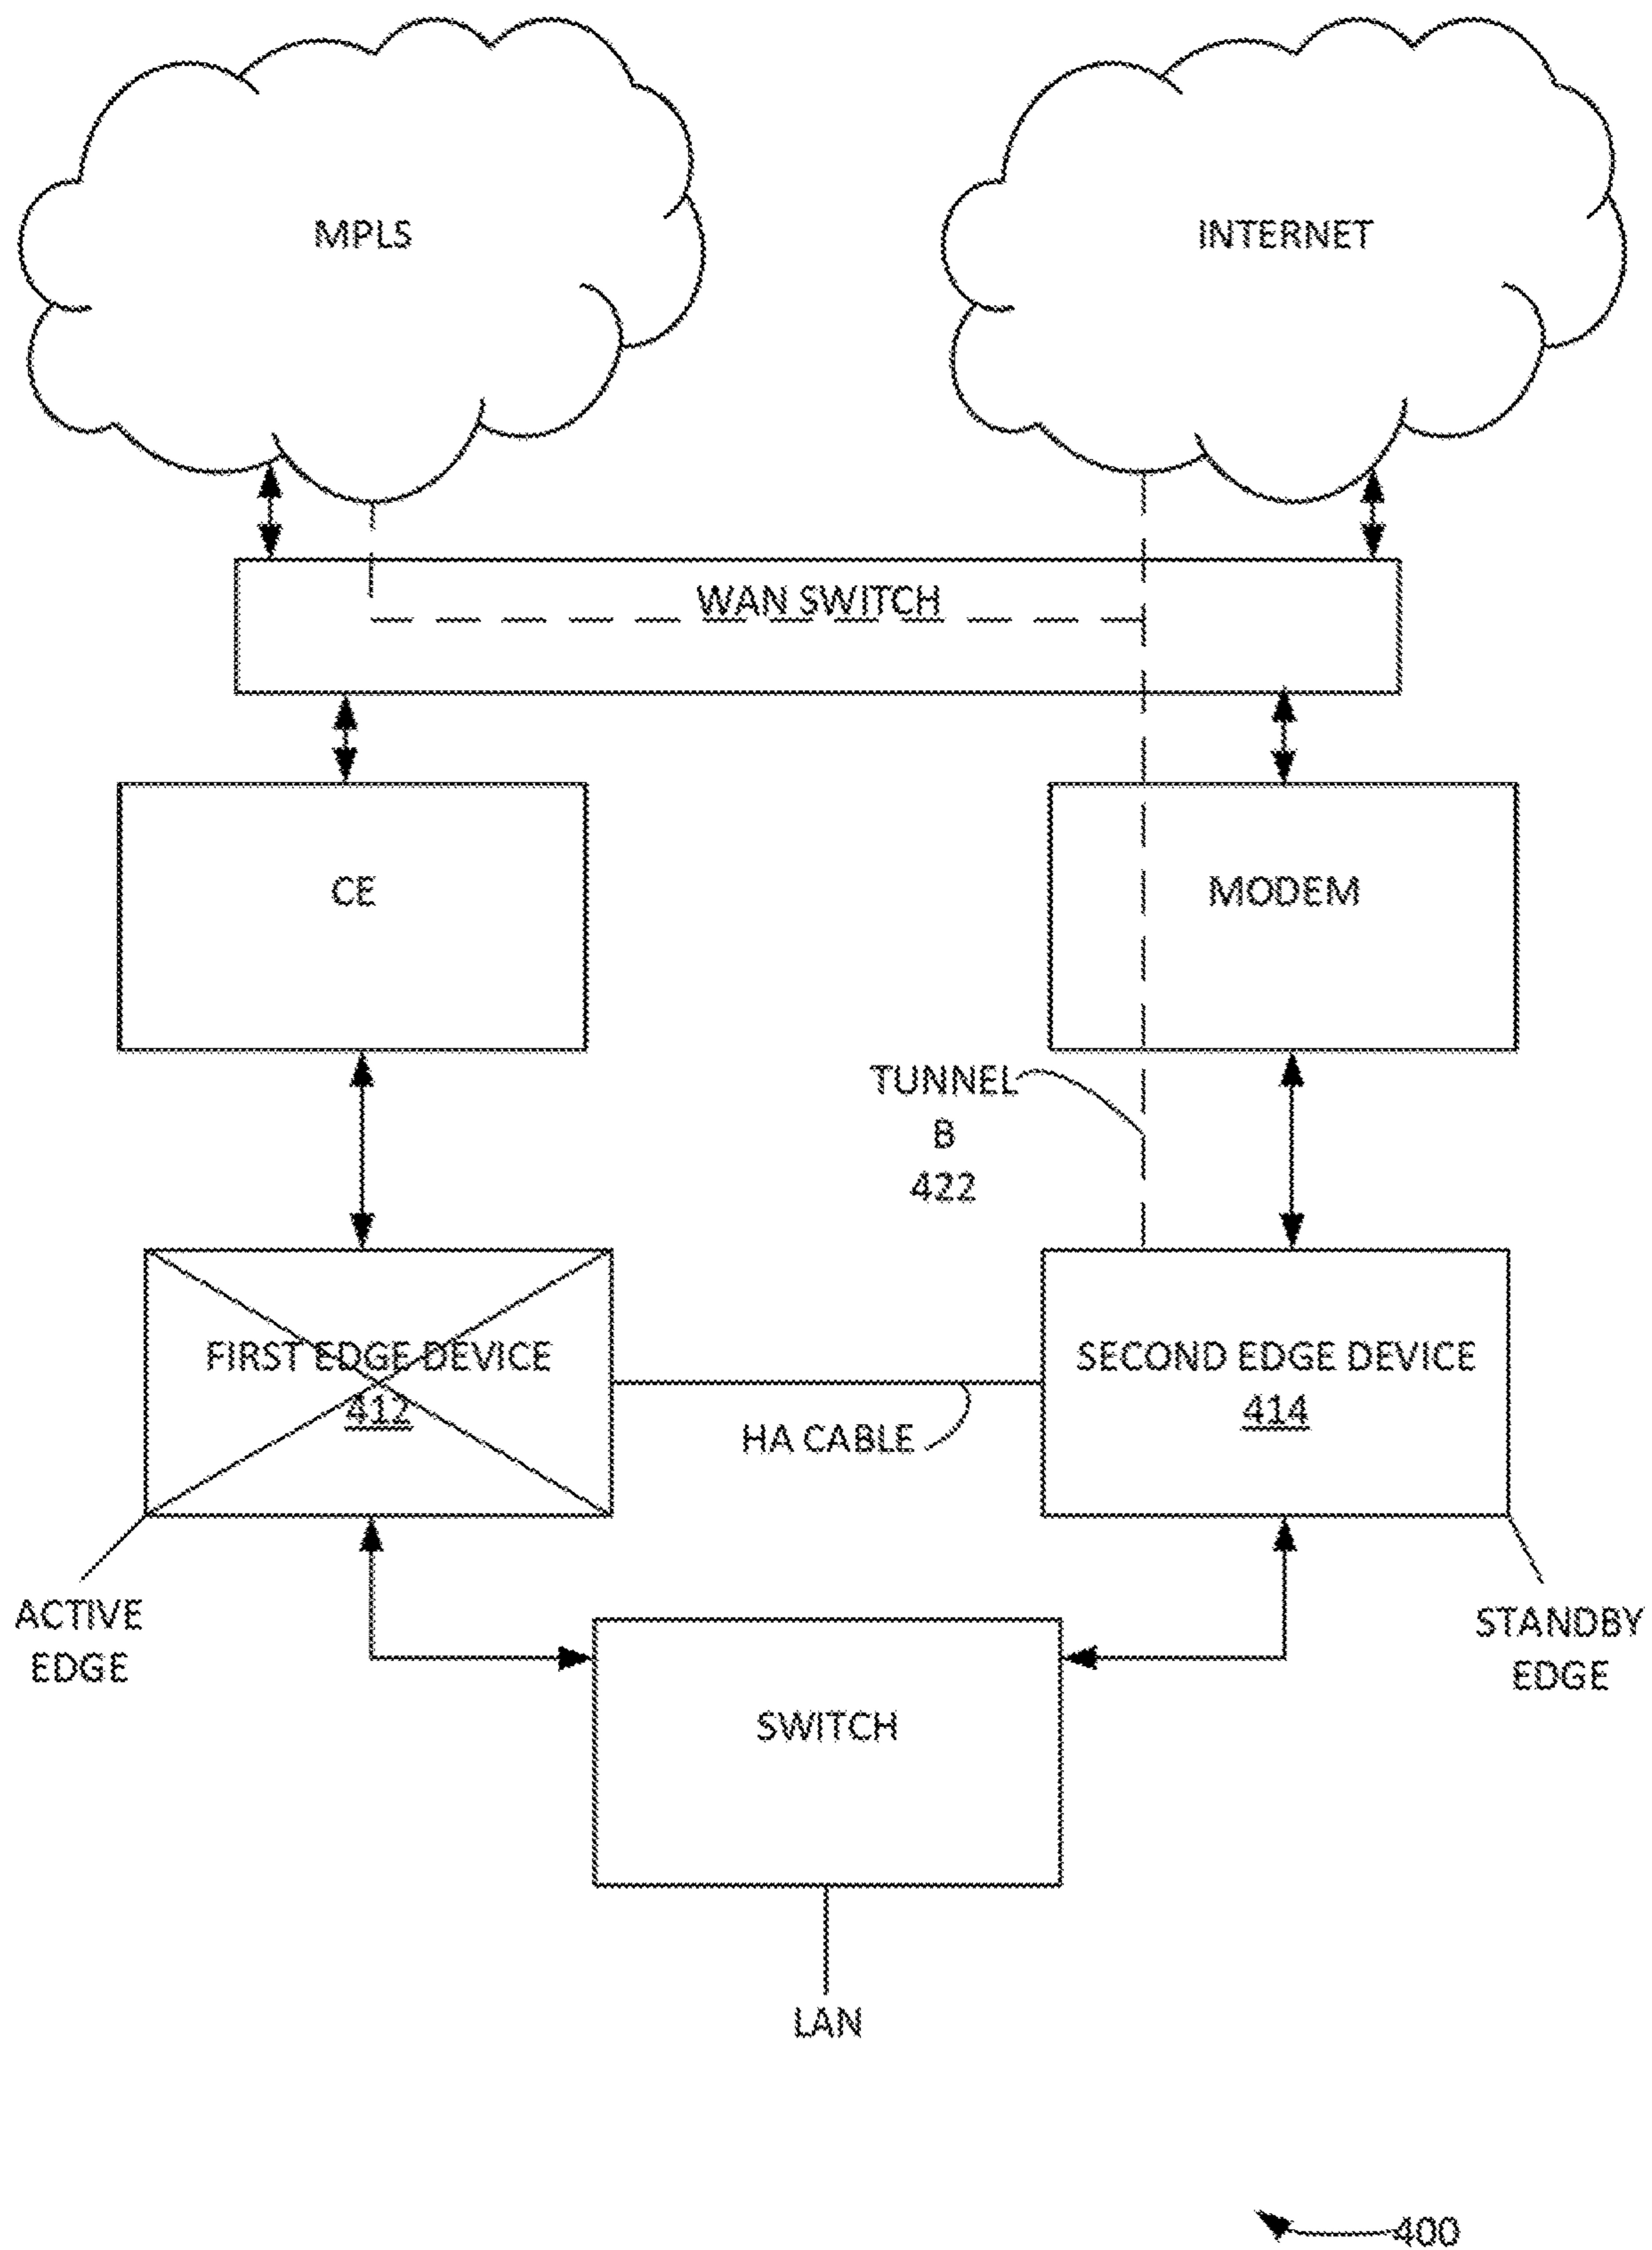 MPLS
INTERNET
WAN SWITCH
CE
MODEM
TUNNEL
B
422
FIRST EDGE DEVICE
412
SECOND EDGE DEVICE
414
HA CABLE
ACTIVE
EDGE
STANDBY
EDGE
SWITCH
LAN
400